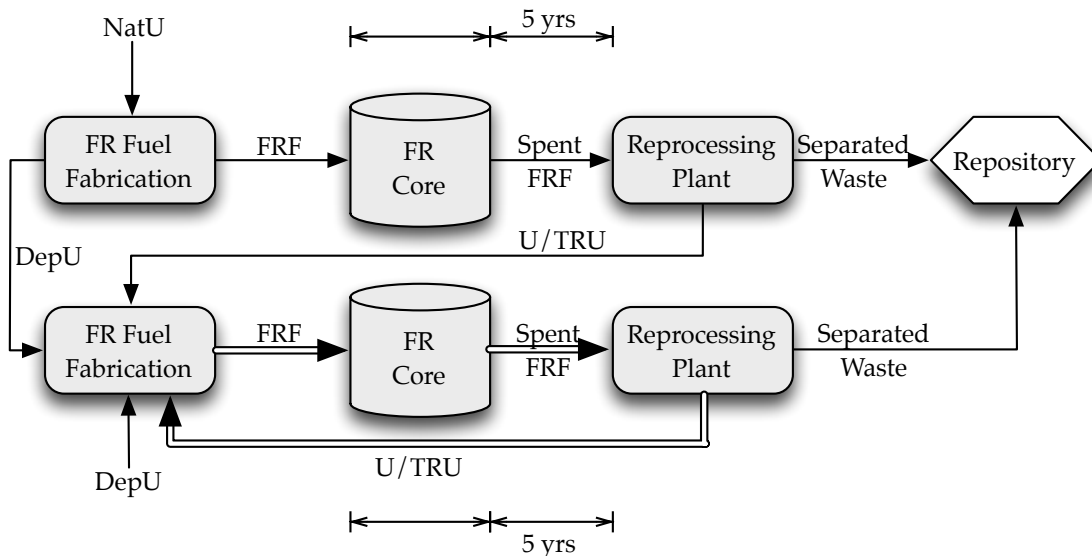 NatU
5 yrs
FR Fuel
Fabrication
FRF
FR
Core
Spent
FRF
Reprocessing
Plant
Separated
Waste
Repository
DepU
U/TRU
FR Fuel
Fabrication
FRF
FR
Core
Spent
FRF
Reprocessing
Plant
Separated
Waste
DepU
U/TRU
5 yrs